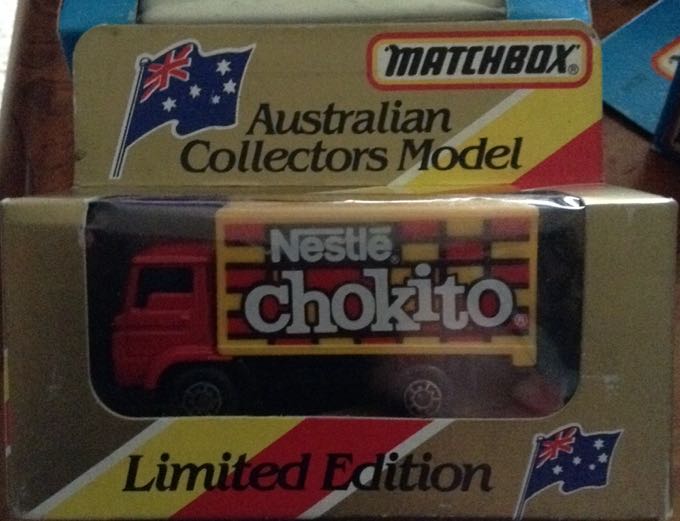 MATCHBOX®
Australian
Collectors Model
Nestlé®
chokito®
Limited Edition